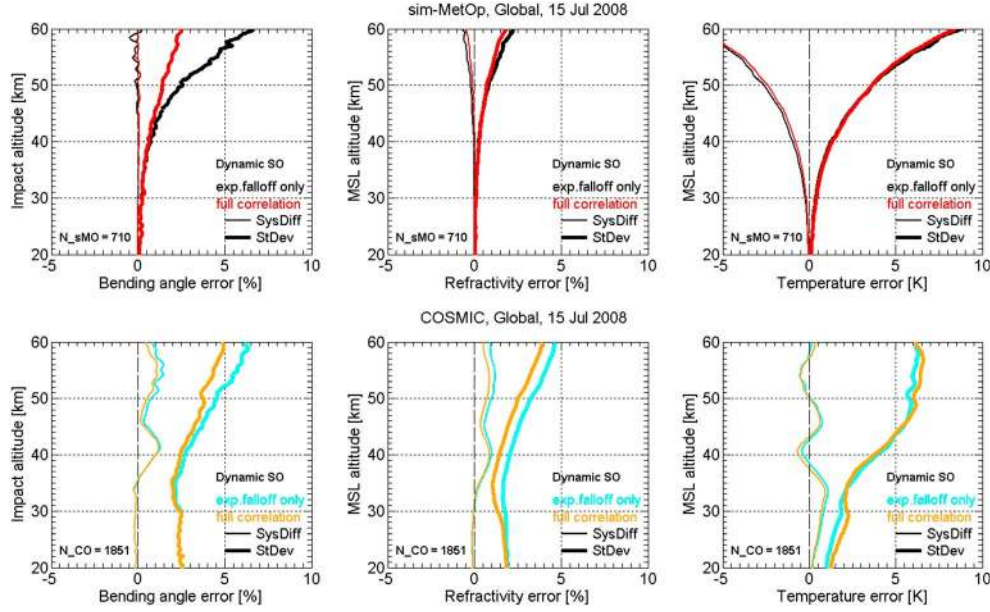 sim-MetOp, Global, 15 Jul 2008
60
50
40
30
20
-5
0
5
10
Impact altitude [km]
Bending angle error [%]
Dynamic SO
exp.falloff only
full correlation
SysDiff
StDev
N_sMO = 710
60
50
40
30
20
-5
0
5
10
MSL altitude [km]
Refractivity error [%]
Dynamic SO
exp.falloff only
full correlation
SysDiff
StDev
N_sMO = 710
60
50
40
30
20
-5
0
5
10
MSL altitude [km]
Temperature error [K]
Dynamic SO
exp.falloff only
full correlation
SysDiff
StDev
N_sMO = 710
COSMIC, Global, 15 Jul 2008
60
50
40
30
20
-5
0
5
10
Impact altitude [km]
Bending angle error [%]
Dynamic SO
exp.falloff only
full correlation
SysDiff
StDev
N_CO = 1851
60
50
40
30
20
-5
0
5
10
MSL altitude [km]
Refractivity error [%]
Dynamic SO
exp.falloff only
full correlation
SysDiff
StDev
N_CO = 1851
60
50
40
30
20
-5
0
5
10
MSL altitude [km]
Temperature error [K]
Dynamic SO
exp.falloff only
full correlation
SysDiff
StDev
N_CO = 1851